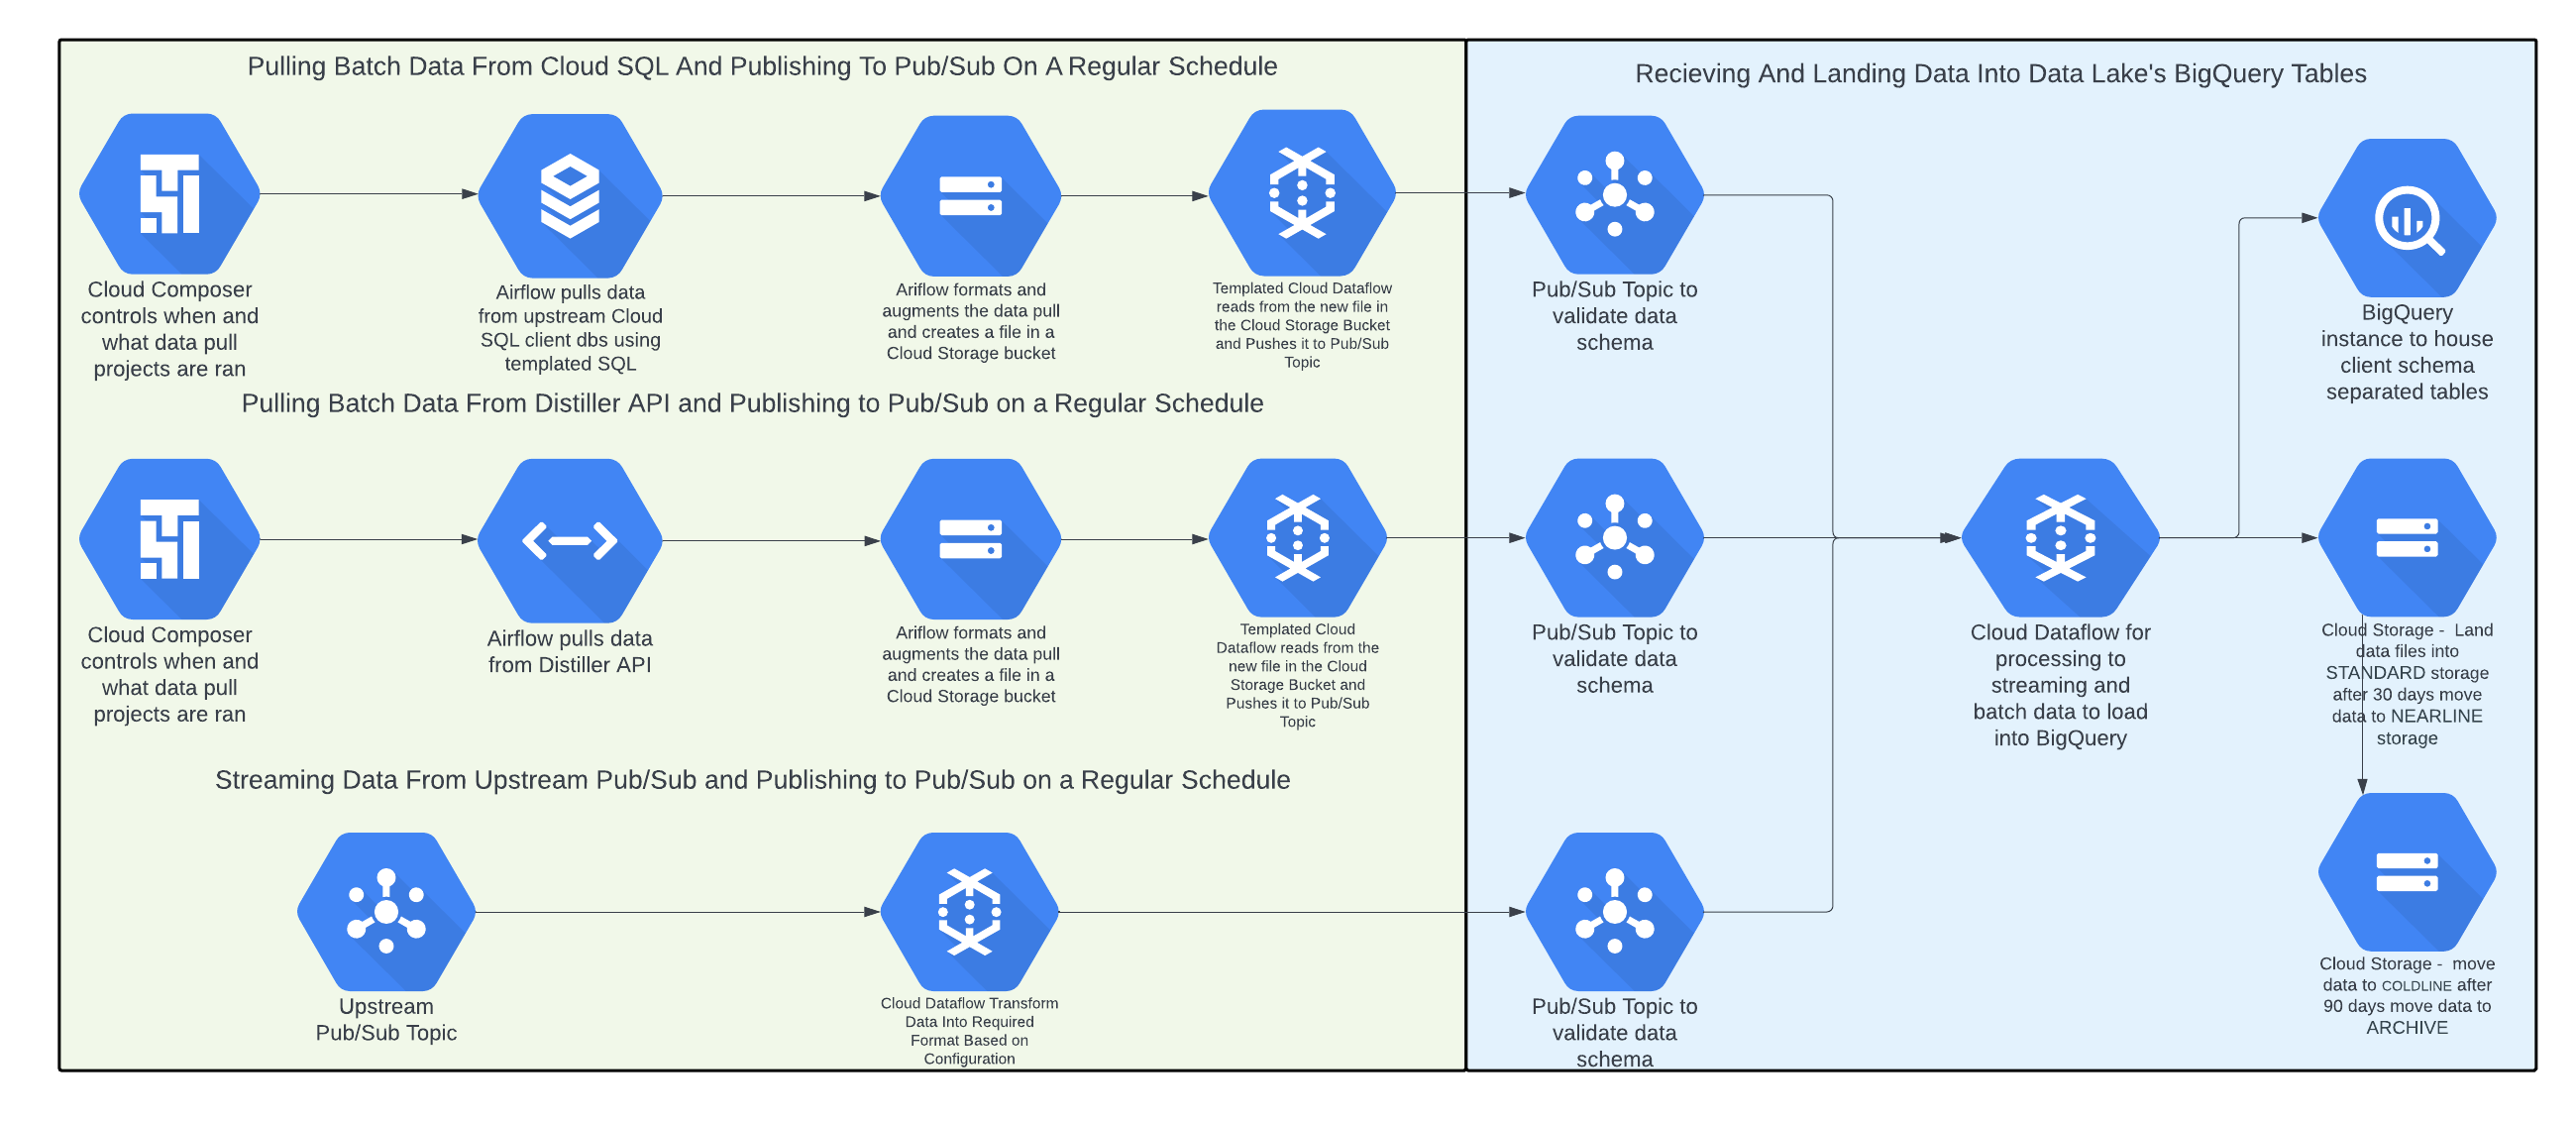 Pulling Batch Data From Cloud SQL And Publishing To Pub/Sub On A Regular Schedule
Cloud Composer
controls when and
what data pull
projects are ran
Airflow pulls data
from upstream Cloud
SQL client dbs using
templated SQL
Ariflow formats and
augments the data pull
and creates a file in a
Cloud Storage bucket
Templated Cloud Dataflow
reads from the new file in
the Cloud Storage Bucket
and Pushes it to Pub/Sub
Topic
Pulling Batch Data From Distiller API and Publishing to Pub/Sub on a Regular Schedule
Cloud Composer
controls when and
what data pull
projects are ran
Airflow pulls data
from Distiller API
Ariflow formats and
augments the data pull
and creates a file in a
Cloud Storage bucket
Templated Cloud
Dataflow reads from the
new file in the Cloud
Storage Bucket and
Pushes it to Pub/Sub
Topic
Streaming Data From Upstream Pub/Sub and Publishing to Pub/Sub on a Regular Schedule
Upstream
Pub/Sub Topic
Cloud Dataflow Transform
Data Into Required
Format Based on
Configuration
Recieving And Landing Data Into Data Lake's BigQuery Tables
Pub/Sub Topic to
validate data
schema
Pub/Sub Topic to
validate data
schema
Pub/Sub Topic to
validate data
schema
Cloud Dataflow for
processing to
streaming and
batch data to load
into BigQuery
BigQuery
instance to house
client schema
separated tables
Cloud Storage - Land
data files into
STANDARD storage
after 30 days move
data to NEARLINE
storage
Cloud Storage - move
data to COLDLINE after
90 days move data to
ARCHIVE